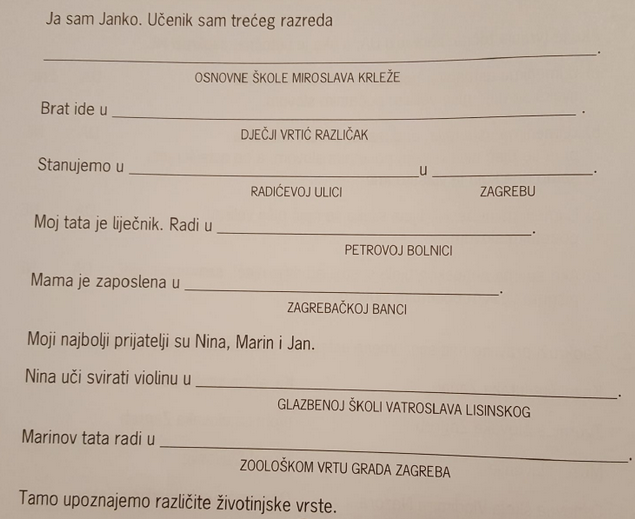 Ja sam Janko. Učenik sam trećeg razreda
.
OSNOVNE ŠKOLE MIROSLAVA KRLEŽE
Brat ide u .
DJEČJI VRTIĆ RAZLIČAK
Stanujemo u u .
RADIĆEVOJ ULICI ZAGREBU
Moj tata je liječnik. Radi u .
PETROVOJ BOLNICI
Mama je zaposlena u .
ZAGREBAČKOJ BANCI
Moji najbolji prijatelji su Nina, Marin i Jan.
Nina uči svirati violinu u .
GLAZBENOJ ŠKOLI VATROSLAVA LISINSKOG
Marinov tata radi u .
ZOOLOŠKOM VRTU GRADA ZAGREBA
Tamo upoznajemo različite životinjske vrste.